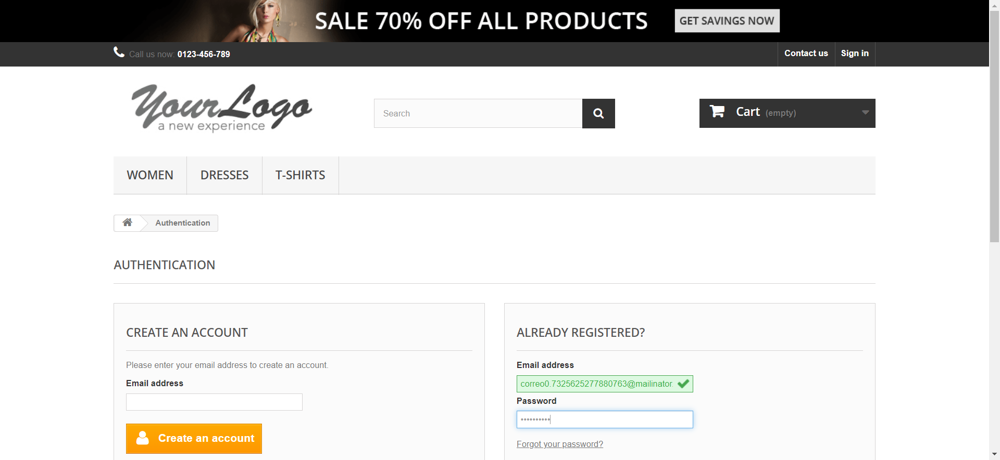 SALE 70% OFF ALL PRODUCTS
GET SAVINGS NOW
Call us now: 0123-456-789
Contact us
Sign in
YourLogo
a new experience
Search
Cart (empty)
WOMEN
DRESSES
T-SHIRTS
Authentication
AUTHENTICATION
CREATE AN ACCOUNT
Please enter your email address to create an account.
Email address
Create an account
ALREADY REGISTERED?
Email address
correo0.7325625277880763@mailinator.
Password
••••••••••
Forgot your password?